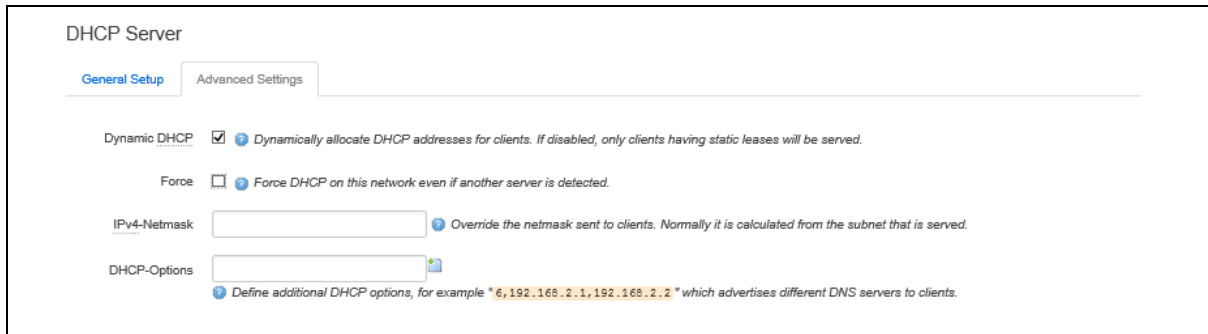 DHCP Server
General Setup
Advanced Settings
Dynamic DHCP
Dynamically allocate DHCP addresses for clients. If disabled, only clients having static leases will be served.
Force
Force DHCP on this network even if another server is detected.
IPv4-Netmask
Override the netmask sent to clients. Normally it is calculated from the subnet that is served.
DHCP-Options
Define additional DHCP options, for example "6,192.168.2.1,192.168.2.2" which advertises different DNS servers to clients.